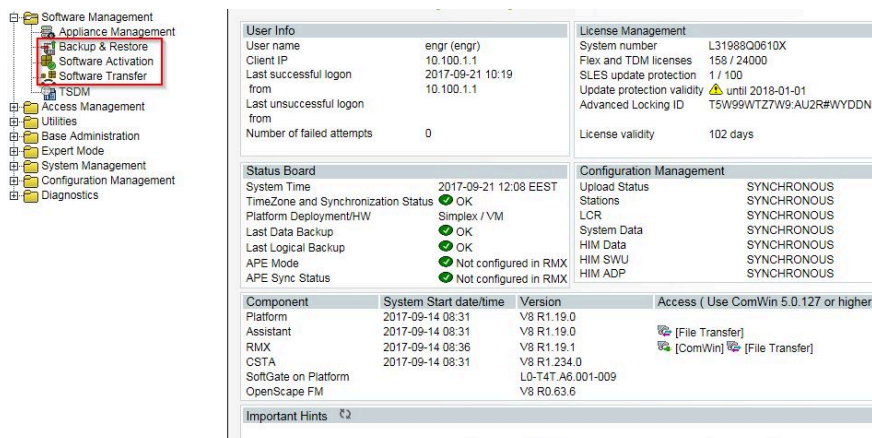 Software Management
Appliance Management
Backup & Restore
Software Activation
Software Transfer
TSDM
Access Management
Utilities
Base Administration
Expert Mode
System Management
Configuration Management
Diagnostics
User Info
User name engr (engr)
Client IP 10.100.1.1
Last successful logon 2017-09-21 10:19
from 10.100.1.1
Last unsuccessful logon
from
Number of failed attempts 0
License Management
System number L31988Q0610X
Flex and TDM licenses 158 / 24000
SLES update protection 1 / 100
Update protection validity until 2018-01-01
Advanced Locking ID T5W99WTZ7W9:AU2R#WYDDN
License validity 102 days
Status Board
System Time 2017-09-21 12:08 EEST
TimeZone and Synchronization Status OK
Platform Deployment/HW Simplex / VM
Last Data Backup OK
Last Logical Backup OK
APE Mode Not configured in RMX
APE Sync Status Not configured in RMX
Configuration Management
Upload Status SYNCHRONOUS
Stations SYNCHRONOUS
LCR SYNCHRONOUS
System Data SYNCHRONOUS
HIM Data SYNCHRONOUS
HIM SWU SYNCHRONOUS
HIM ADP SYNCHRONOUS
Component System Start date/time Version Access ( Use ComWin 5.0.127 or higher
Platform 2017-09-14 08:31 V8 R1.19.0
Assistant 2017-09-14 08:31 V8 R1.19.0 [File Transfer]
RMX 2017-09-14 08:36 V8 R1.19.1 [ComWin] [File Transfer]
CSTA 2017-09-14 08:31 V8 R1.234.0
SoftGate on Platform L0-T4T.A6.001-009
OpenScape FM V8 R0.63.6
Important Hints